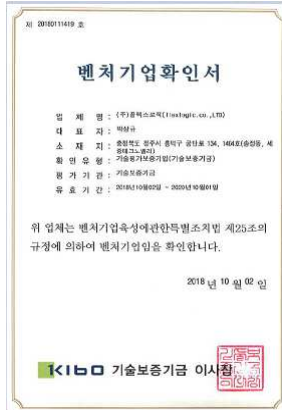 제 20180111419 호
벤처기업확인서
업 체 명 : (주)플렉스로직(flexlogic.co.,LTD)
대 표 자 : 박상규
소 재 지 : 충청북도 청주시 흥덕구 공단로 134, 1404호(송정동, 세
중테크노밸리)
확 인 유 형 : 기술평가보증기업(기술보증기금)
평 가 기 관 : 기술보증기금
유 효 기 간 : 2018년10월02일 ~ 2020년10월01일
위 업체는 벤처기업육성에관한특별조치법 제25조의
규정에 의하여 벤처기업임을 확인합니다.
2018 년 10 월 02 일
KIBO 기술보증기금 이사장